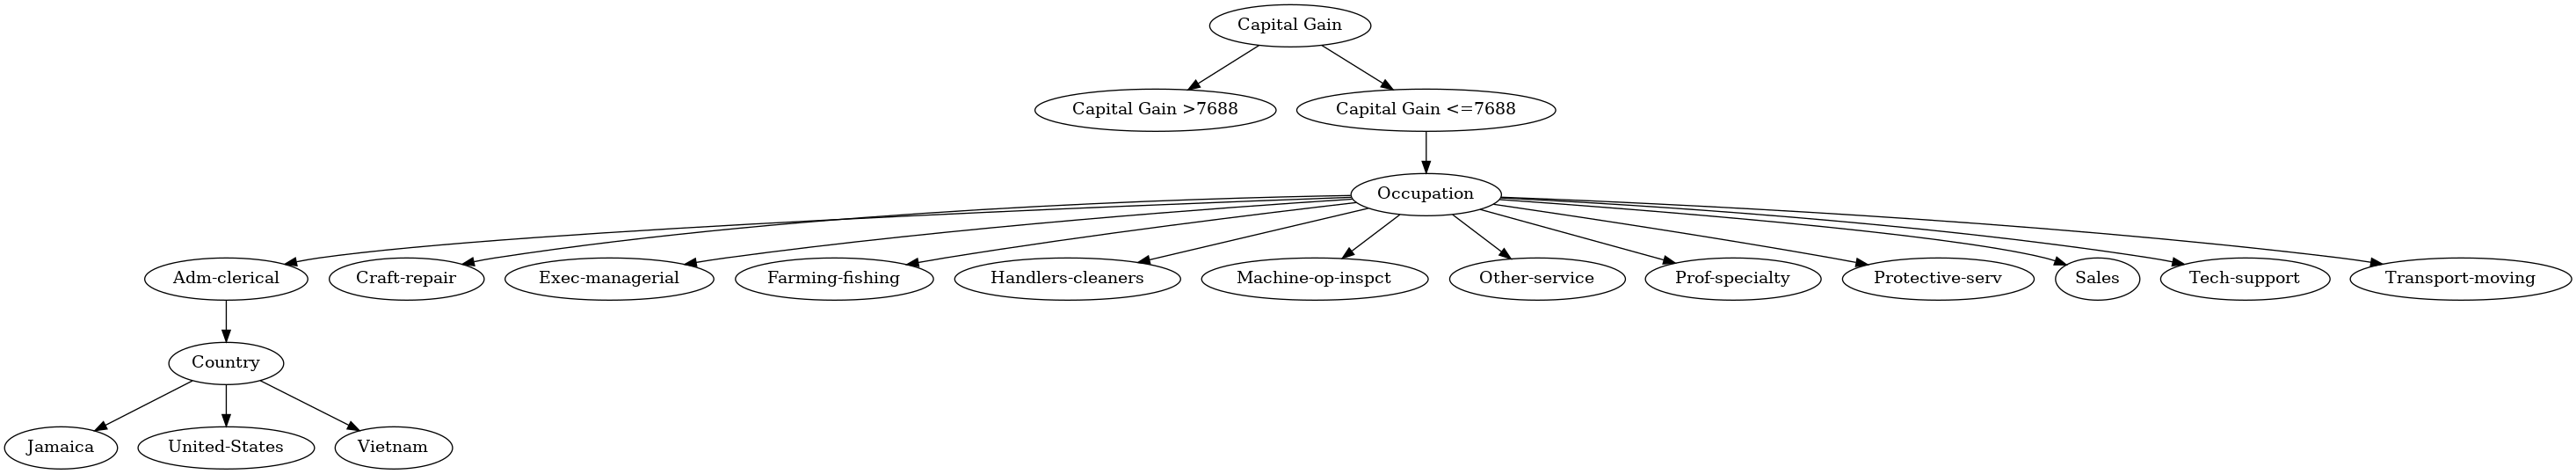 Capital Gain
Capital Gain >7688
Capital Gain <=7688
Occupation
Adm-clerical
Craft-repair
Exec-managerial
Farming-fishing
Handlers-cleaners
Machine-op-inspct
Other-service
Prof-specialty
Protective-serv
Sales
Tech-support
Transport-moving
Country
Jamaica
United-States
Vietnam